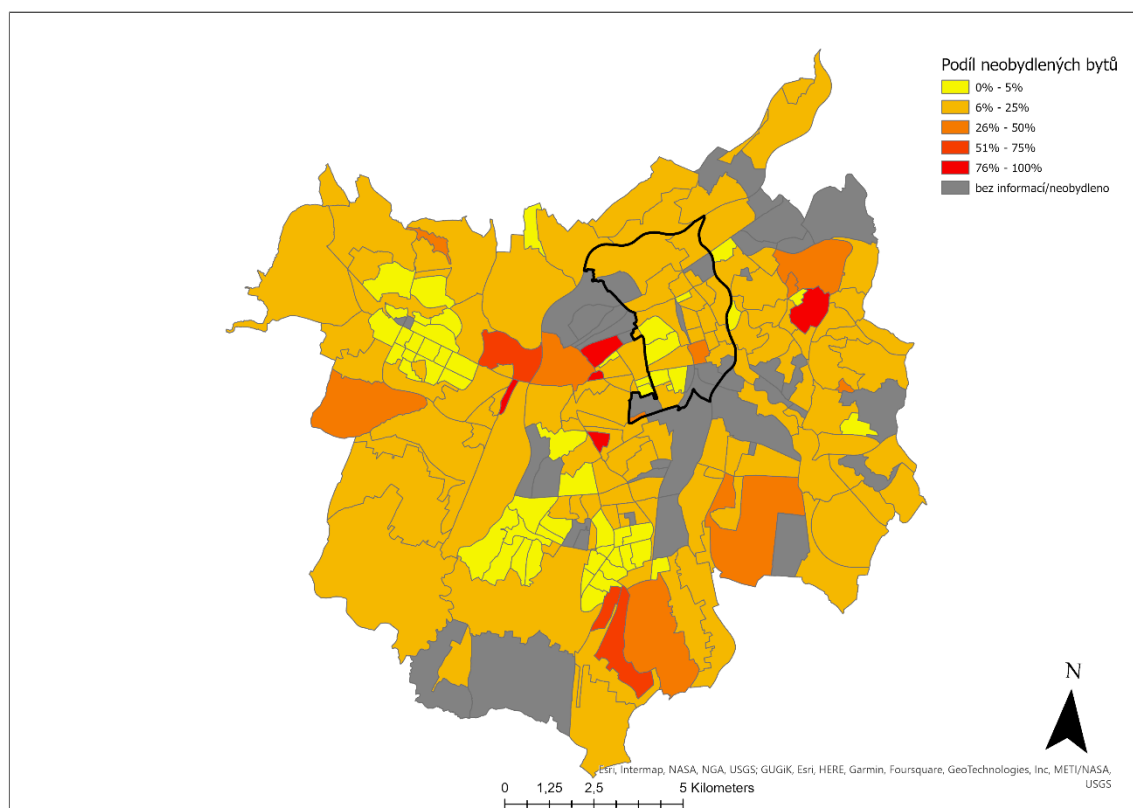 Podíl neobydlených bytů
0% - 5%
6% - 25%
26% - 50%
51% - 75%
76% - 100%
bez informací/neobydleno
N
Esri, Intermap, NASA, NGA, USGS; GUGiK, Esri, HERE, Garmin, Foursquare, GeoTechnologies, Inc, METI/NASA,
USGS
0 1,25 2,5 5 Kilometers